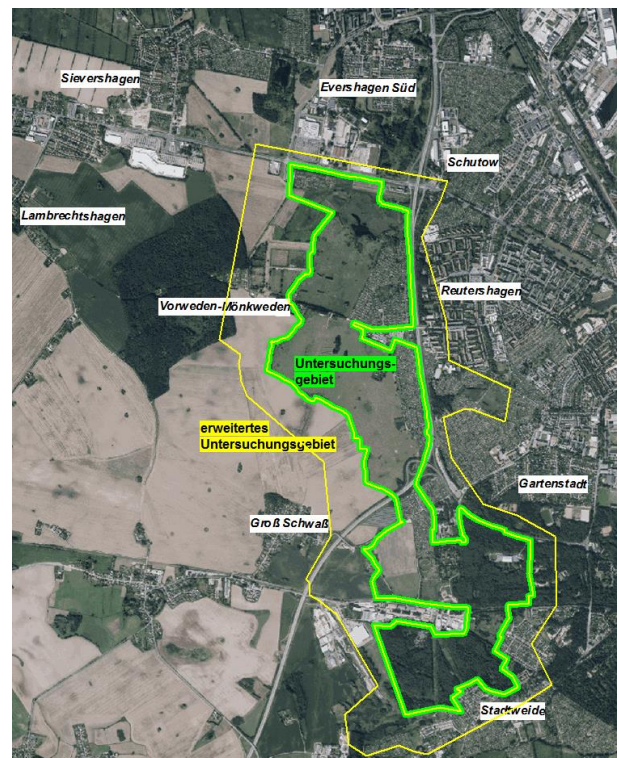 Sievershagen
Evershagen Süd
Schutow
Lambrechtshagen
Reutershagen
Vorweden-Mönkweden
Untersuchungs-
gebiet
erweitertes
Untersuchungsgebiet
Gartenstadt
Groß Schwaß
Stadtweide